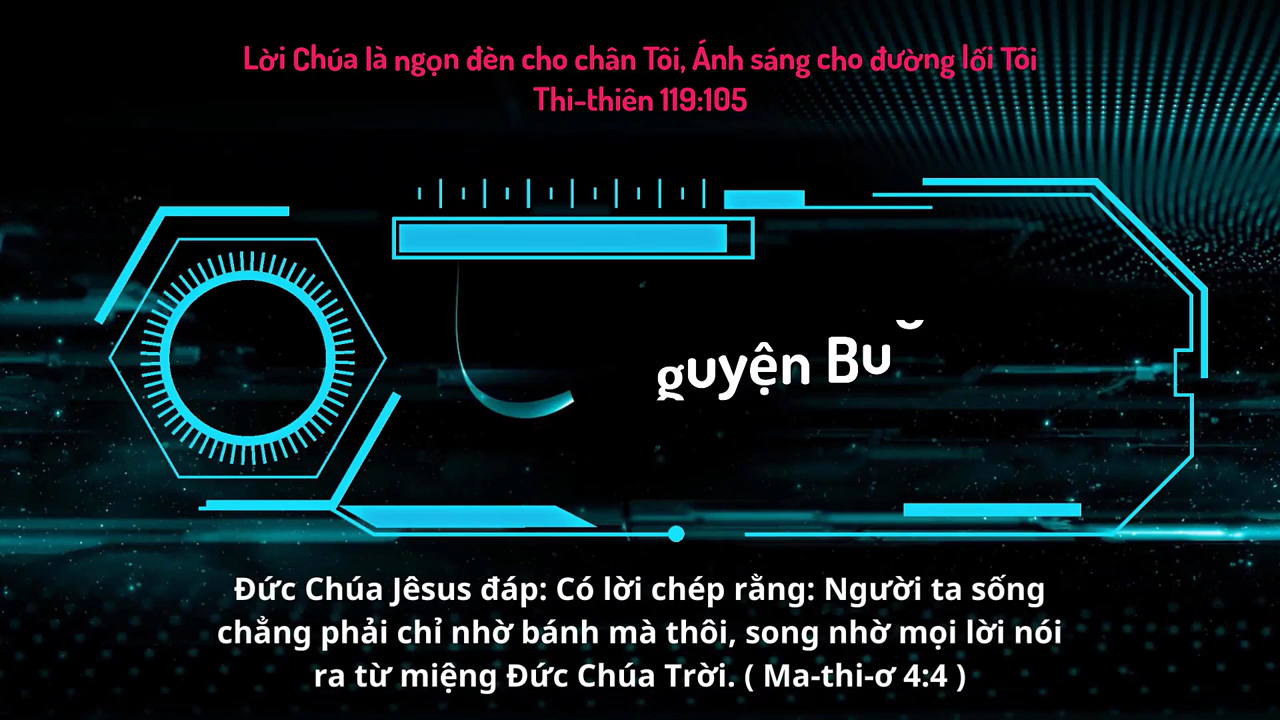 Lời Chúa là ngọn đèn cho chân Tôi, Ánh sáng cho đường lối Tôi
Thi-thiên 119:105
guyện Bu
Đức Chúa Jêsus đáp: Có lời chép rằng: Người ta sống
chẳng phải chỉ nhờ bánh mà thôi, song nhờ mọi lời nói
ra từ miệng Đức Chúa Trời. ( Ma-thi-ơ 4:4 )